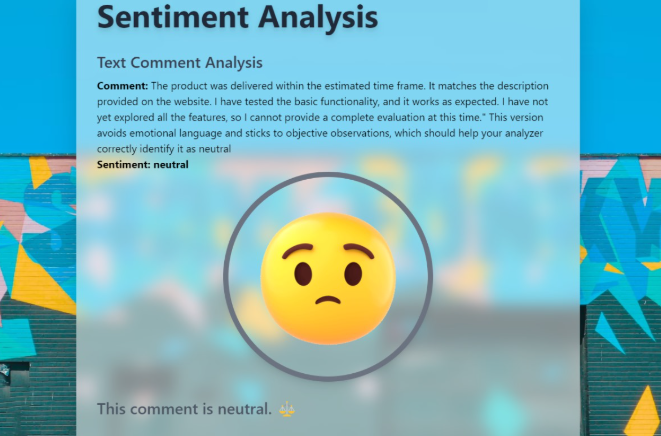 Sentiment Analysis
Text Comment Analysis
Comment: The product was delivered within the estimated time frame. It matches the description
provided on the website. I have tested the basic functionality, and it works as expected. I have not
yet explored all the features, so I cannot provide a complete evaluation at this time." This version
avoids emotional language and sticks to objective observations, which should help your analyzer
correctly identify it as neutral
Sentiment: neutral
This comment is neutral.